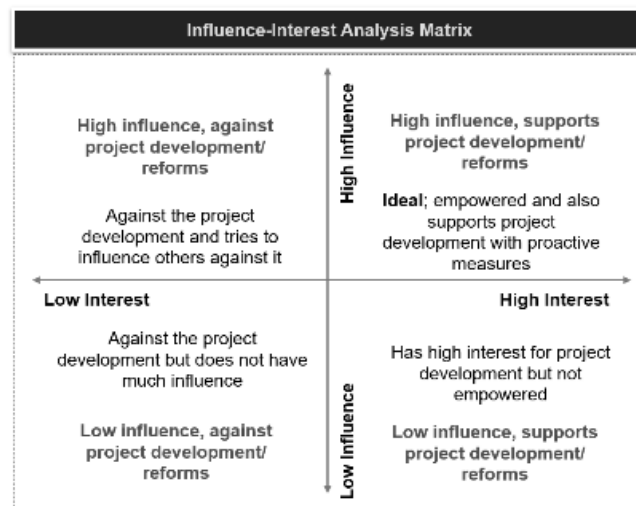 Influence-Interest Analysis Matrix
High influence, against
project development/
reforms
Against the project
development and tries to
influence others against it
High Influence
High influence, supports
project development/
reforms
Ideal; empowered and also
supports project
development with proactive
measures
Low Interest
High Interest
Against the project
development but does not have
much influence
Low influence, against
project development/
reforms
Low Influence
Has high interest for project
development but not
empowered
Low influence, supports
project development/
reforms